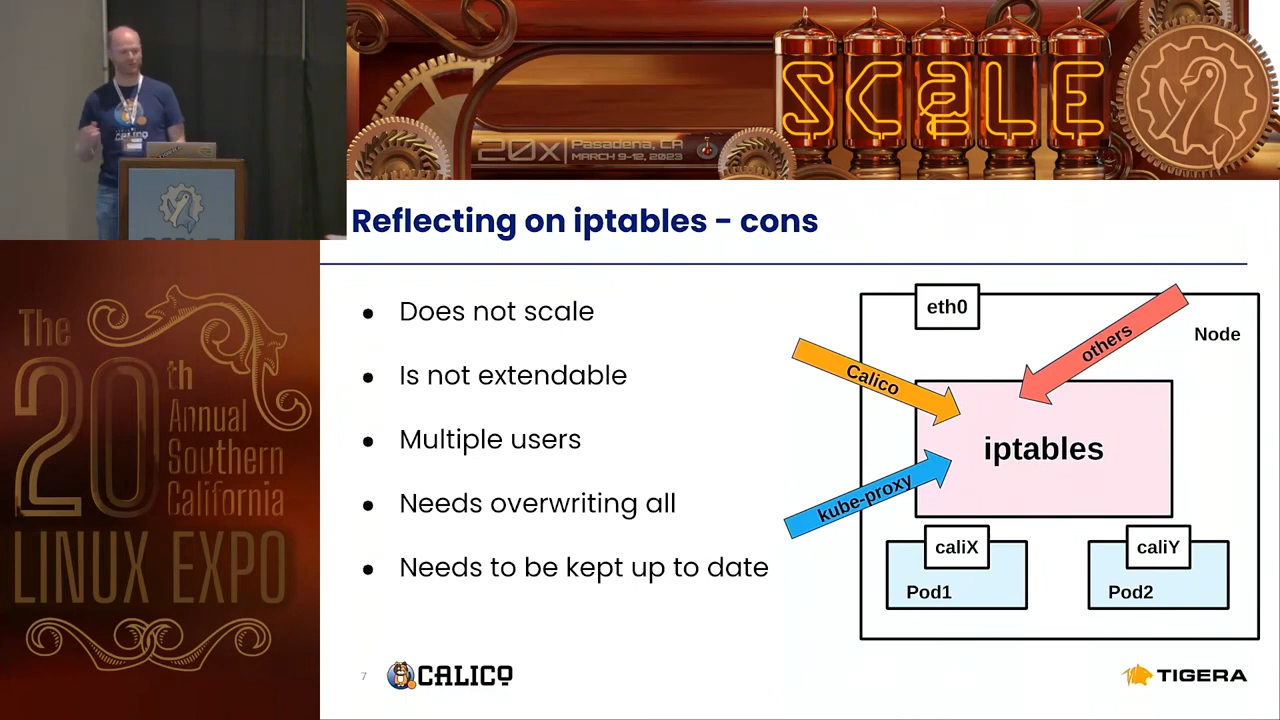 CALICO
SCaLE
20x
Pasadena, CA
MARCH 9-12, 2023
The
20th
Annual
Southern
California
LINUX EXPO
Reflecting on iptables - cons
● Does not scale
● Is not extendable
● Multiple users
● Needs overwriting all
● Needs to be kept up to date
eth0
Node
others
Calico
iptables
kube-proxy
caliX
caliY
Pod1
Pod2
7
CALICO
TIGERA